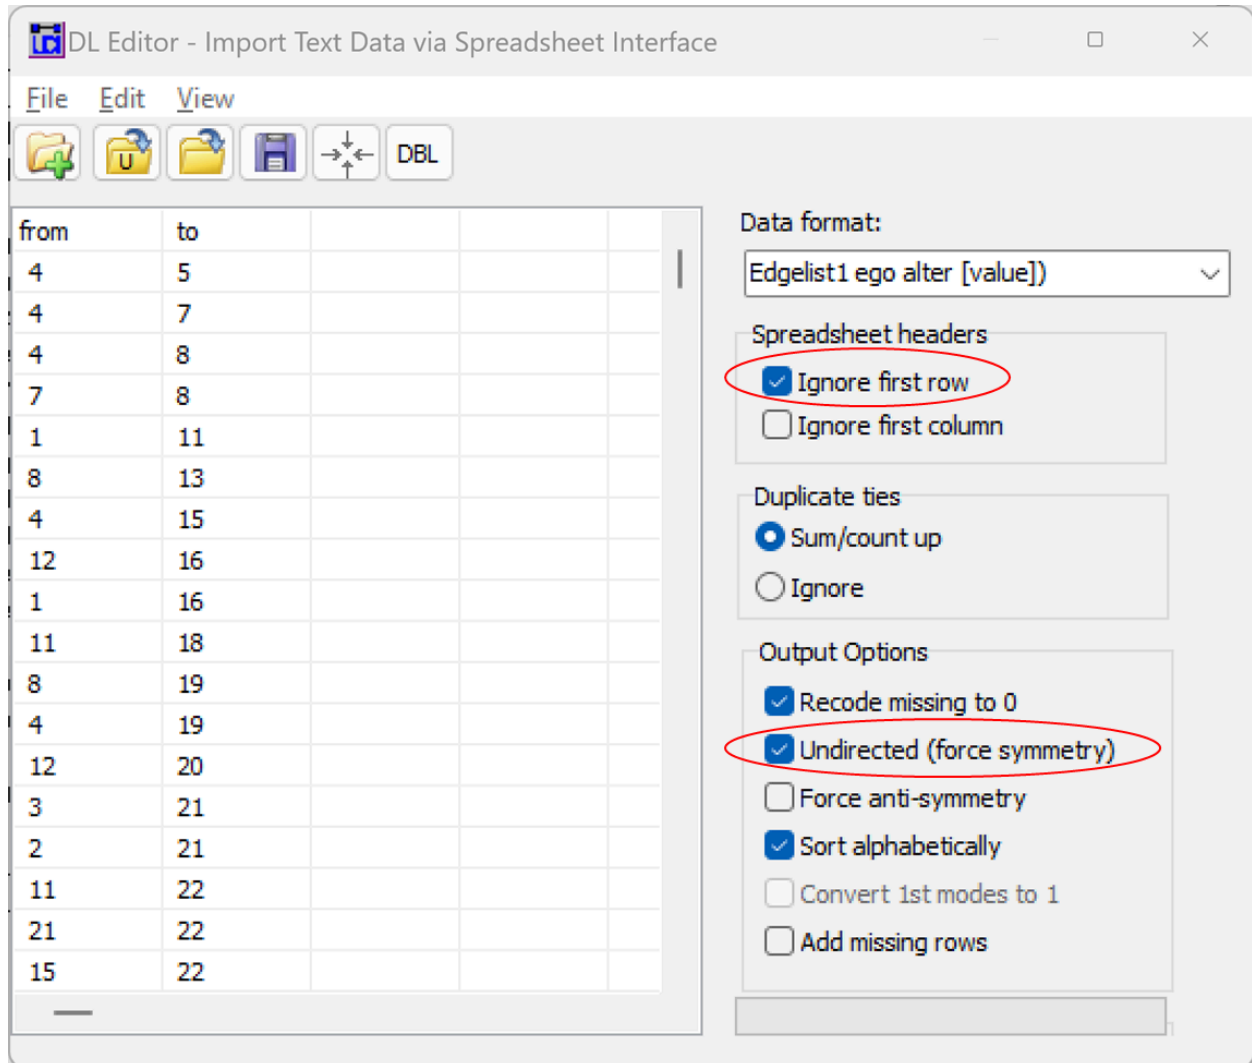 DL Editor - Import Text Data via Spreadsheet Interface
File Edit View
U DBL
from to
4 5
4 7
4 8
7 8
1 11
8 13
4 15
12 16
1 16
11 18
8 19
4 19
12 20
3 21
2 21
11 22
21 22
15 22
Data format:
Edgelist1 ego alter [value])
Spreadsheet headers
Ignore first row
Ignore first column
Duplicate ties
Sum/count up
Ignore
Output Options
Recode missing to 0
Undirected (force symmetry)
Force anti-symmetry
Sort alphabetically
Convert 1st modes to 1
Add missing rows